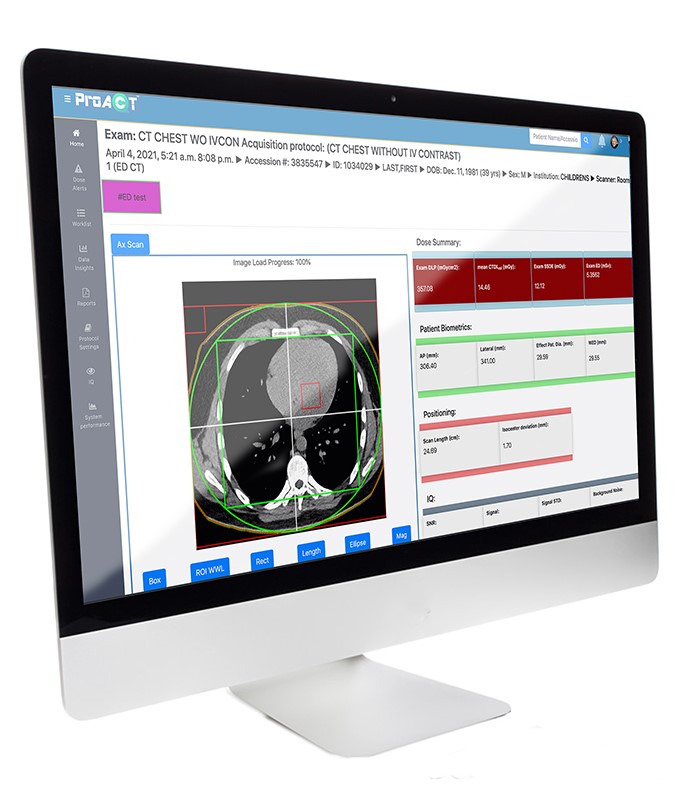 ProACT
Exam: CT CHEST WO IVCON Acquisition protocol: (CT CHEST WITHOUT IV CONTRAST)
April 4, 2021, 5:21 a.m. 8:08 p.m. ▶ Accession #: 3835547 ▶ ID: 1034029 ▶ LAST,FIRST ▶ DOB: Dec. 11, 1981 (39 yrs) ▶ Sex: M ▶ Institution: CHILDRENS ▶ Scanner: Room
1 (ED CT)
#ED test
Home
Dose
Alerts
Worklist
Data
Insights
Reports
Protocol
Settings
IQ
System
performance
Ax Scan
Image Load Progress: 100%
Box
ROI WWL
Rect
Length
Ellipse
Mag
Dose Summary:
Exam DLP (mGycm2):
357.08
mean CTDIvol (mGy):
14.46
Exam SSDE (mGy):
12.12
Exam ED (mSv):
5.3562
Patient Biometrics:
AP (mm):
306.40
Lateral (mm):
341.00
Effect Pat. Dia. (mm):
29.59
WED (mm):
29.55
Positioning:
Scan Length (cm):
24.69
Isocenter deviation (mm):
1.70
IQ:
SNR:
Signal:
Signal STD:
Background Noise: